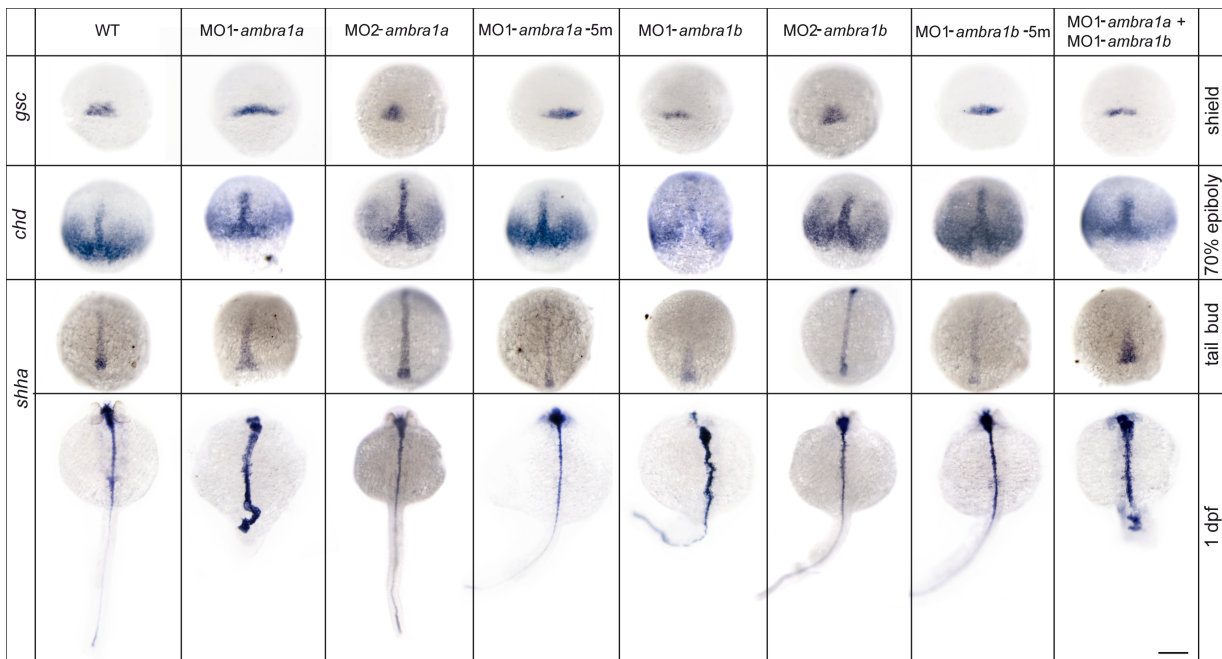 WT
MO1-ambra1a
MO2-ambra1a
MO1-ambra1a -5m
MO1-ambra1b
MO2-ambra1b
MO1-ambra1b -5m
MO1-ambra1a +
MO1-ambra1b
gsc
shield
chd
70% epiboly
shha
tail bud
1 dpf